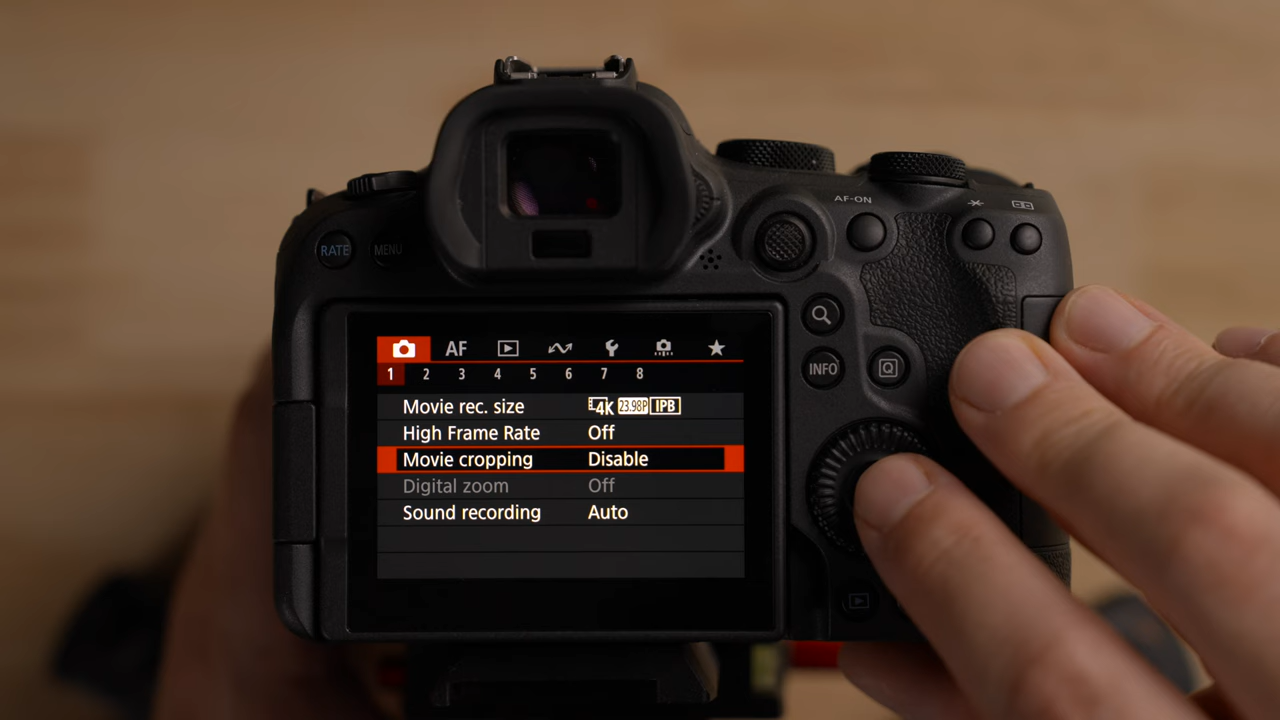 AF-ON
RATE
MENU
INFO
Q
AF
1 2 3 4 5 6 7 8
Movie rec. size 4K 23.98P IPB
High Frame Rate Off
Movie cropping Disable
Digital zoom Off
Sound recording Auto